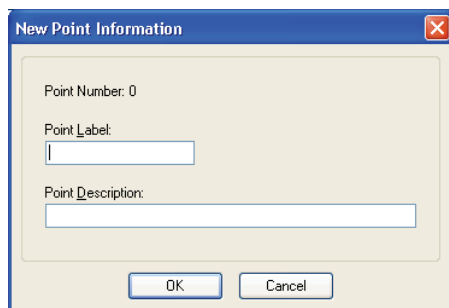 New Point Information
Point Number: 0
Point Label:
Point Description:
OK
Cancel